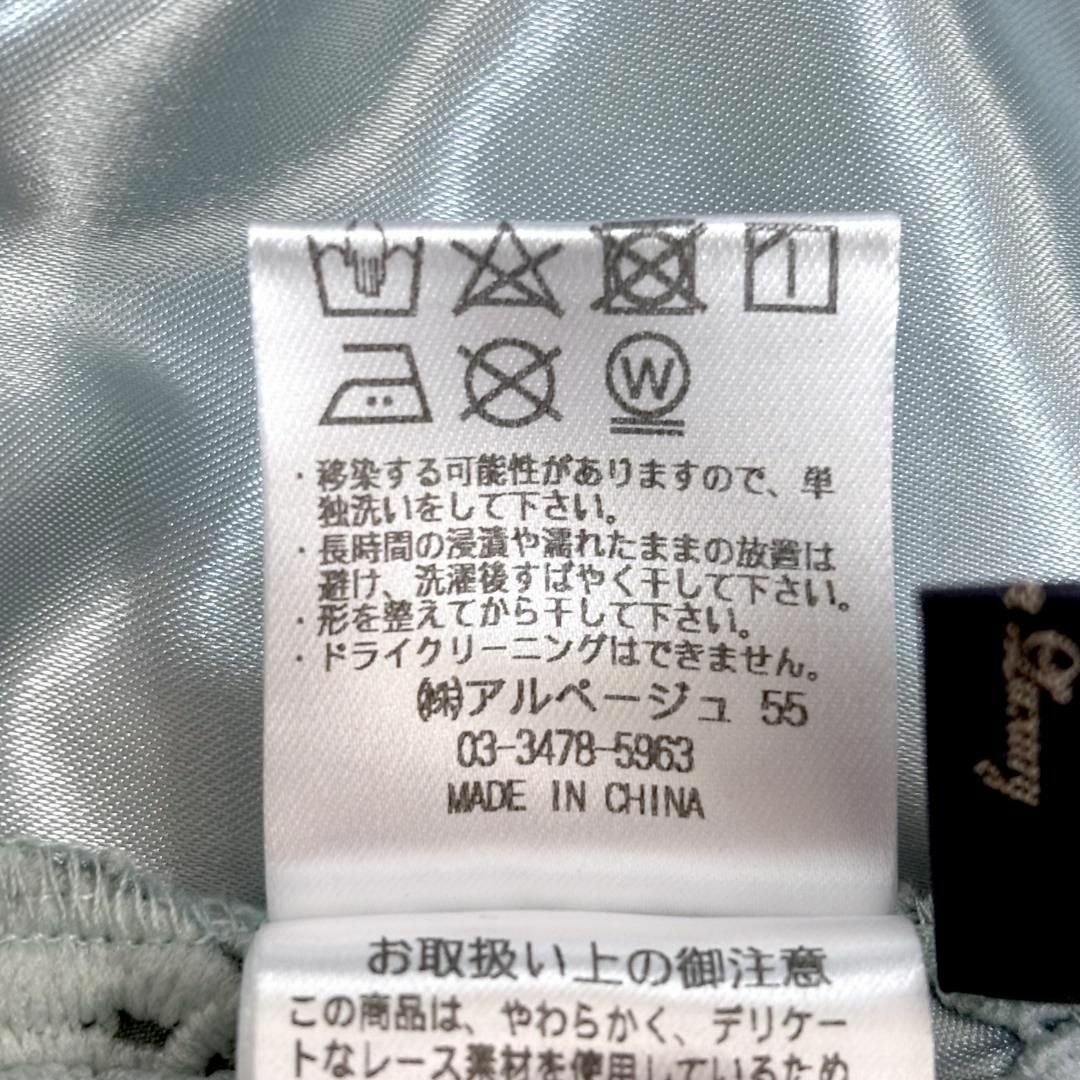 W
・移染する可能性がありますので、単
独洗いをして下さい。
・長時間の浸漬や濡れたままの放置は
避け、洗濯後すばやく干して下さい。
・形を整えてから干して下さい。
・ドライクリーニングはできません。
㈱アルページュ 55
03-3478-5963
MADE IN CHINA
お取扱い上の御注意
この商品は、やわらかく、デリケー
トなレース素材を使用しているため